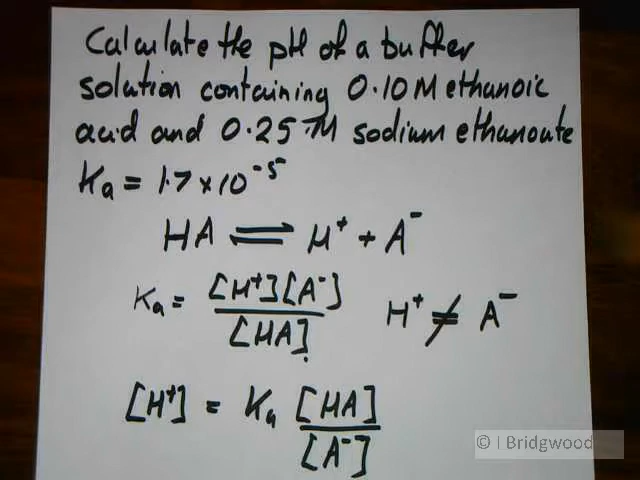 Calculate the pH of a buffer
solution containing 0.10 M ethanoic
acid and 0.25 M sodium ethanoate
Ka = 1.7 x 10⁻⁵
HA ⇌ H⁺ + A⁻
Ka = [H⁺][A⁻] / [HA] H⁺ ≠ A⁻
[H⁺] = Ka [HA] / [A⁻]
© I Bridgwood